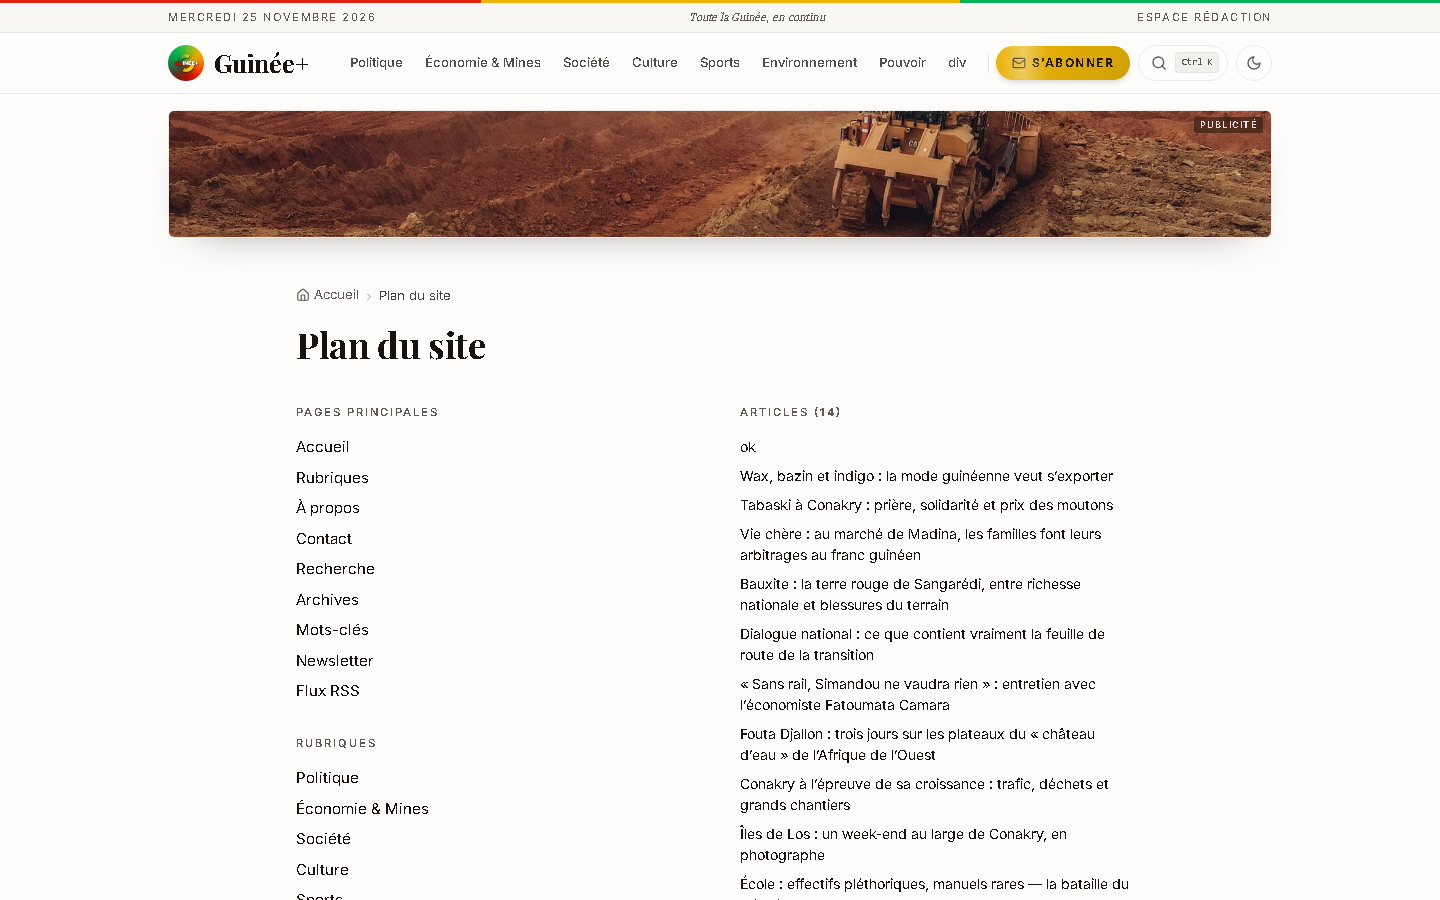 MERCREDI 25 NOVEMBRE 2026
Toute la Guinée, en continu
ESPACE RÉDACTION
Guinée+
Politique
Économie & Mines
Société
Culture
Sports
Environnement
Pouvoir
div
S'ABONNER
Ctrl K
PUBLICITÉ
Accueil › Plan du site
Plan du site
PAGES PRINCIPALES
Accueil
Rubriques
À propos
Contact
Recherche
Archives
Mots-clés
Newsletter
Flux RSS
RUBRIQUES
Politique
Économie & Mines
Société
Culture
Sports
ARTICLES (14)
ok
Wax, bazin et indigo : la mode guinéenne veut s'exporter
Tabaski à Conakry : prière, solidarité et prix des moutons
Vie chère : au marché de Madina, les familles font leurs
arbitrages au franc guinéen
Bauxite : la terre rouge de Sangarédi, entre richesse
nationale et blessures du terrain
Dialogue national : ce que contient vraiment la feuille de
route de la transition
« Sans rail, Simandou ne vaudra rien » : entretien avec
l'économiste Fatoumata Camara
Fouta Djallon : trois jours sur les plateaux du « château
d'eau » de l'Afrique de l'Ouest
Conakry à l'épreuve de sa croissance : trafic, déchets et
grands chantiers
Îles de Los : un week-end au large de Conakry, en
photographe
École : effectifs pléthoriques, manuels rares — la bataille du